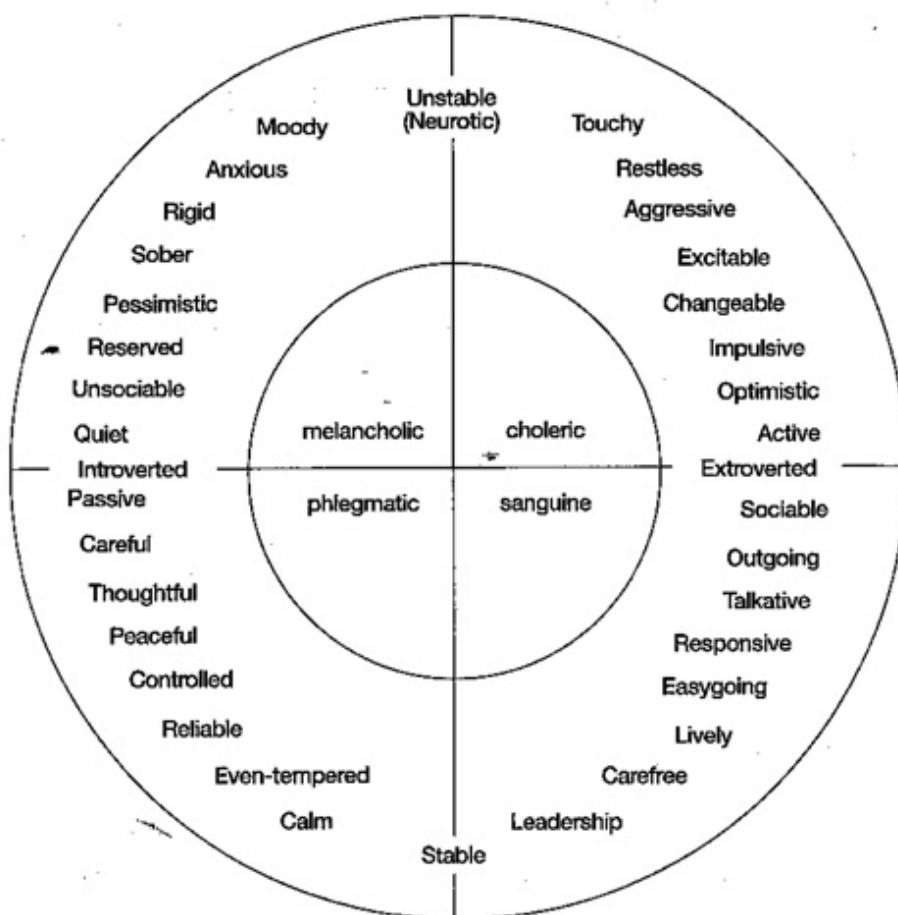 Unstable
(Neurotic)
Moody
Touchy
Anxious
Restless
Rigid
Aggressive
Sober
Excitable
Pessimistic
Changeable
Reserved
Impulsive
Unsociable
Optimistic
Quiet
melancholic
choleric
Active
Introverted
Extroverted
Passive
phlegmatic
sanguine
Sociable
Careful
Outgoing
Thoughtful
Talkative
Peaceful
Responsive
Controlled
Easygoing
Reliable
Lively
Even-tempered
Carefree
Calm
Leadership
Stable